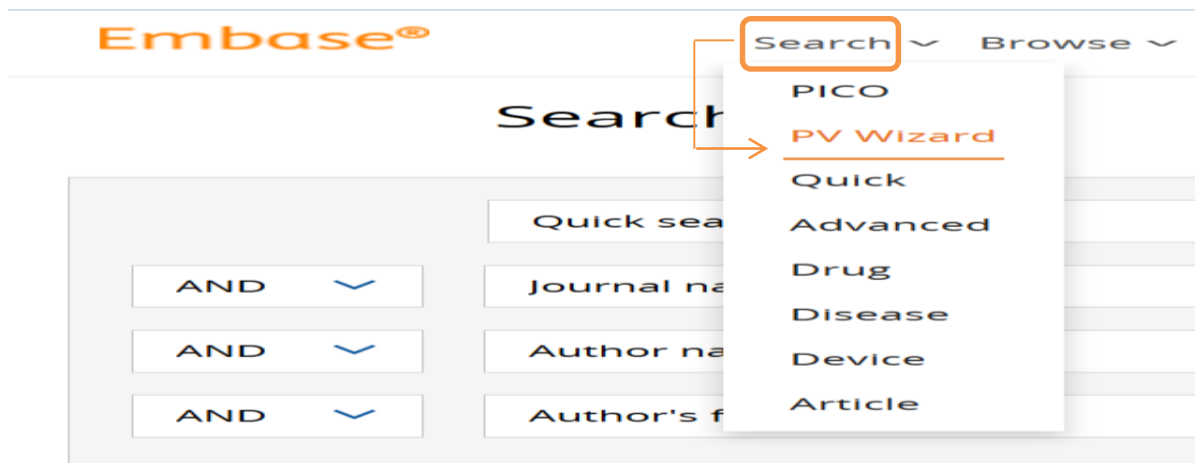 Embase®
Search Browse
PICO
Search
PV Wizard
Quick
Quick sea
Advanced
Drug
AND Journal na
Disease
AND Author na
Device
Article
AND Author's f